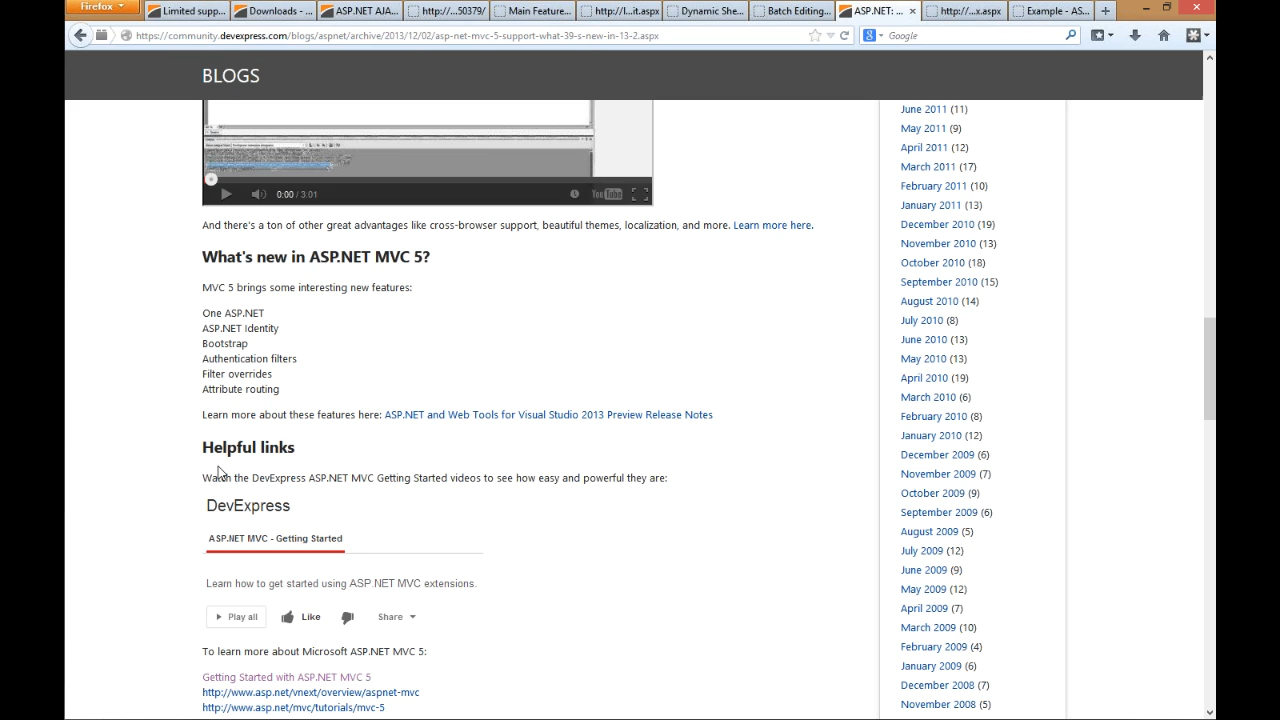 Firefox
Limited supp...
Downloads - ...
ASP.NET AJA...
http://...50379/
Main Feature...
http://l...it.aspx
Dynamic She...
Batch Editing...
ASP.NET: ...
http://...x.aspx
Example - AS...
https://community.devexpress.com/blogs/aspnet/archive/2013/12/02/asp-net-mvc-5-support-what-39-s-new-in-13-2.aspx
Google
BLOGS
0:00 / 3:01
YouTube
And there's a ton of other great advantages like cross-browser support, beautiful themes, localization, and more. Learn more here.
What's new in ASP.NET MVC 5?
MVC 5 brings some interesting new features:
One ASP.NET
ASP.NET Identity
Bootstrap
Authentication filters
Filter overrides
Attribute routing
Learn more about these features here: ASP.NET and Web Tools for Visual Studio 2013 Preview Release Notes
Helpful links
Watch the DevExpress ASP.NET MVC Getting Started videos to see how easy and powerful they are:
DevExpress
ASP.NET MVC - Getting Started
Learn how to get started using ASP.NET MVC extensions.
Play all Like Share
To learn more about Microsoft ASP.NET MVC 5:
Getting Started with ASP.NET MVC 5
http://www.asp.net/vnext/overview/aspnet-mvc
http://www.asp.net/mvc/tutorials/mvc-5
June 2011 (11)
May 2011 (9)
April 2011 (12)
March 2011 (17)
February 2011 (10)
January 2011 (13)
December 2010 (19)
November 2010 (13)
October 2010 (18)
September 2010 (15)
August 2010 (14)
July 2010 (8)
June 2010 (13)
May 2010 (13)
April 2010 (19)
March 2010 (6)
February 2010 (8)
January 2010 (12)
December 2009 (6)
November 2009 (7)
October 2009 (9)
September 2009 (6)
August 2009 (5)
July 2009 (12)
June 2009 (9)
May 2009 (12)
April 2009 (7)
March 2009 (10)
February 2009 (4)
January 2009 (6)
December 2008 (7)
November 2008 (5)